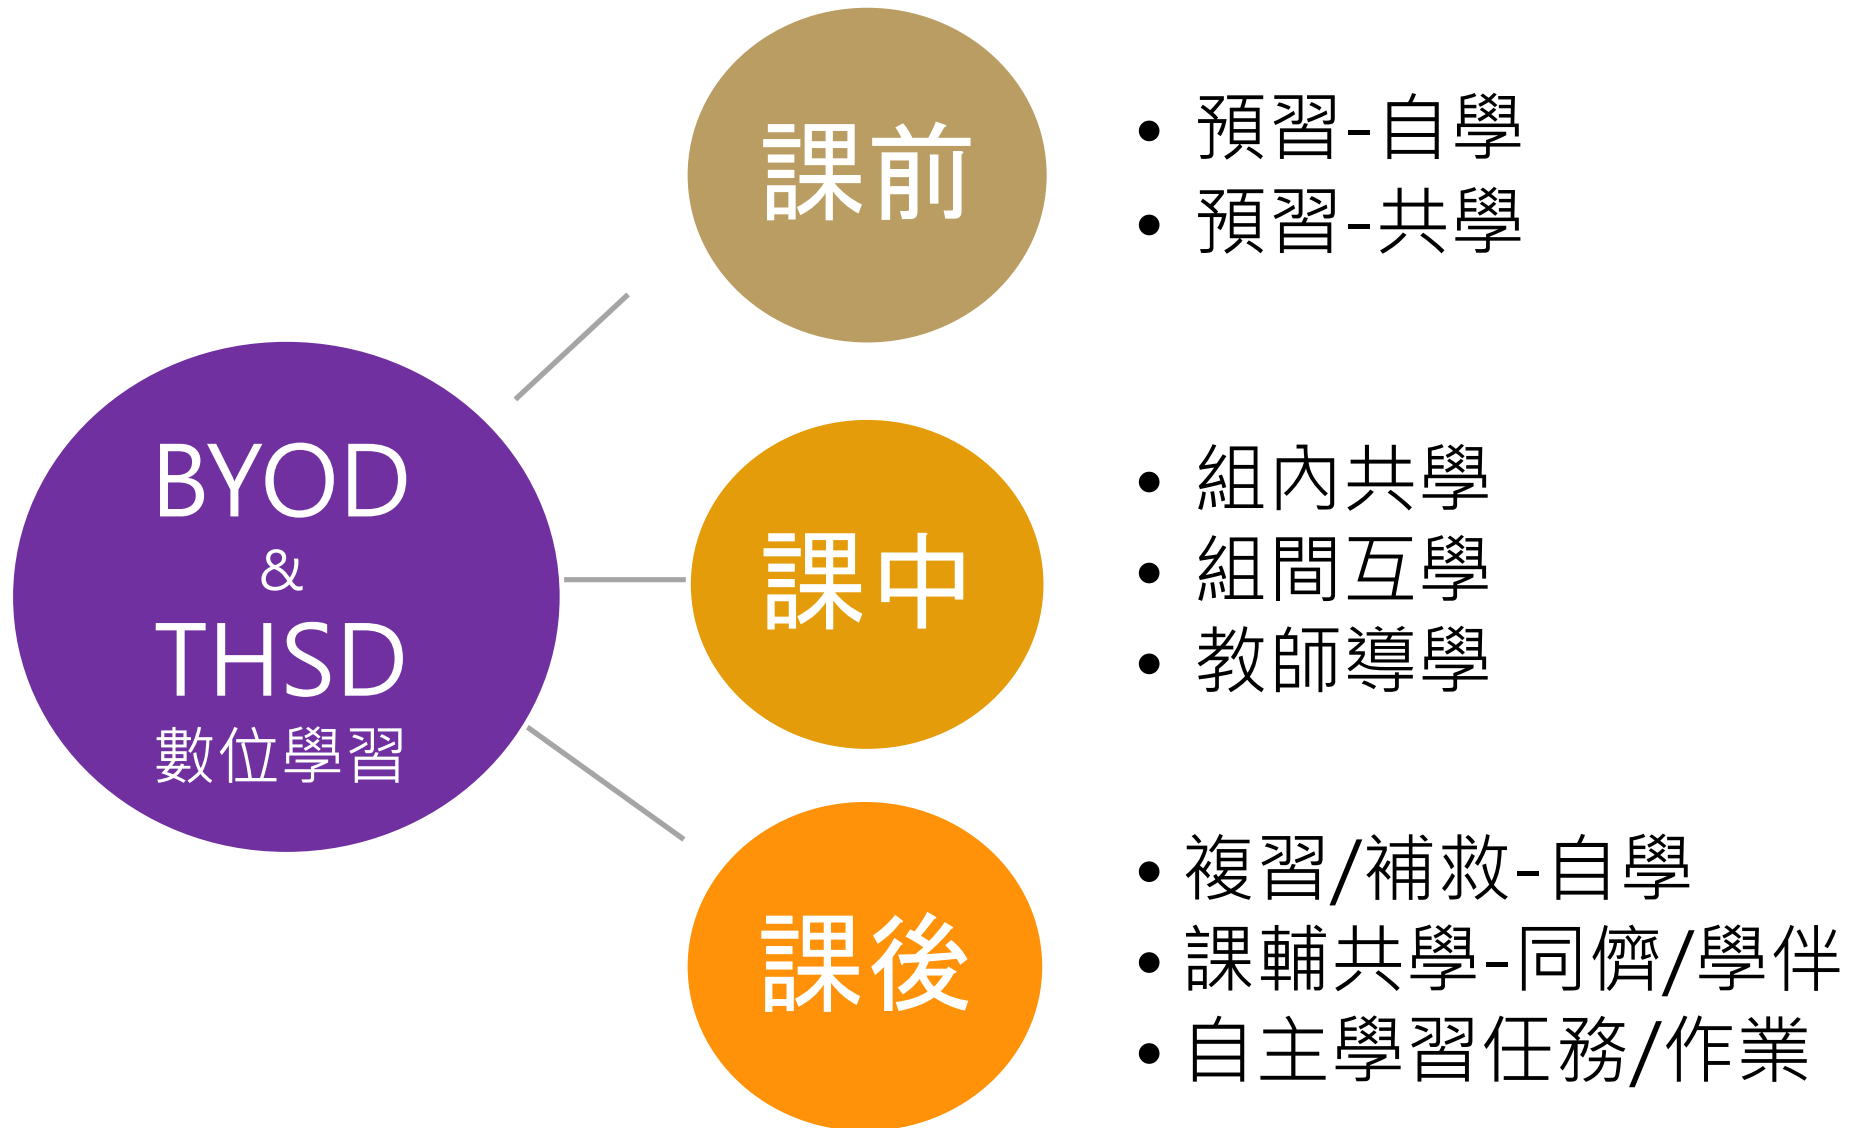 BYOD
&
THSD
數位學習
課前
• 預習-自學
• 預習-共學
課中
• 組內共學
• 組間互學
• 教師導學
課後
• 複習/補救-自學
• 課輔共學-同儕/學伴
• 自主學習任務/作業